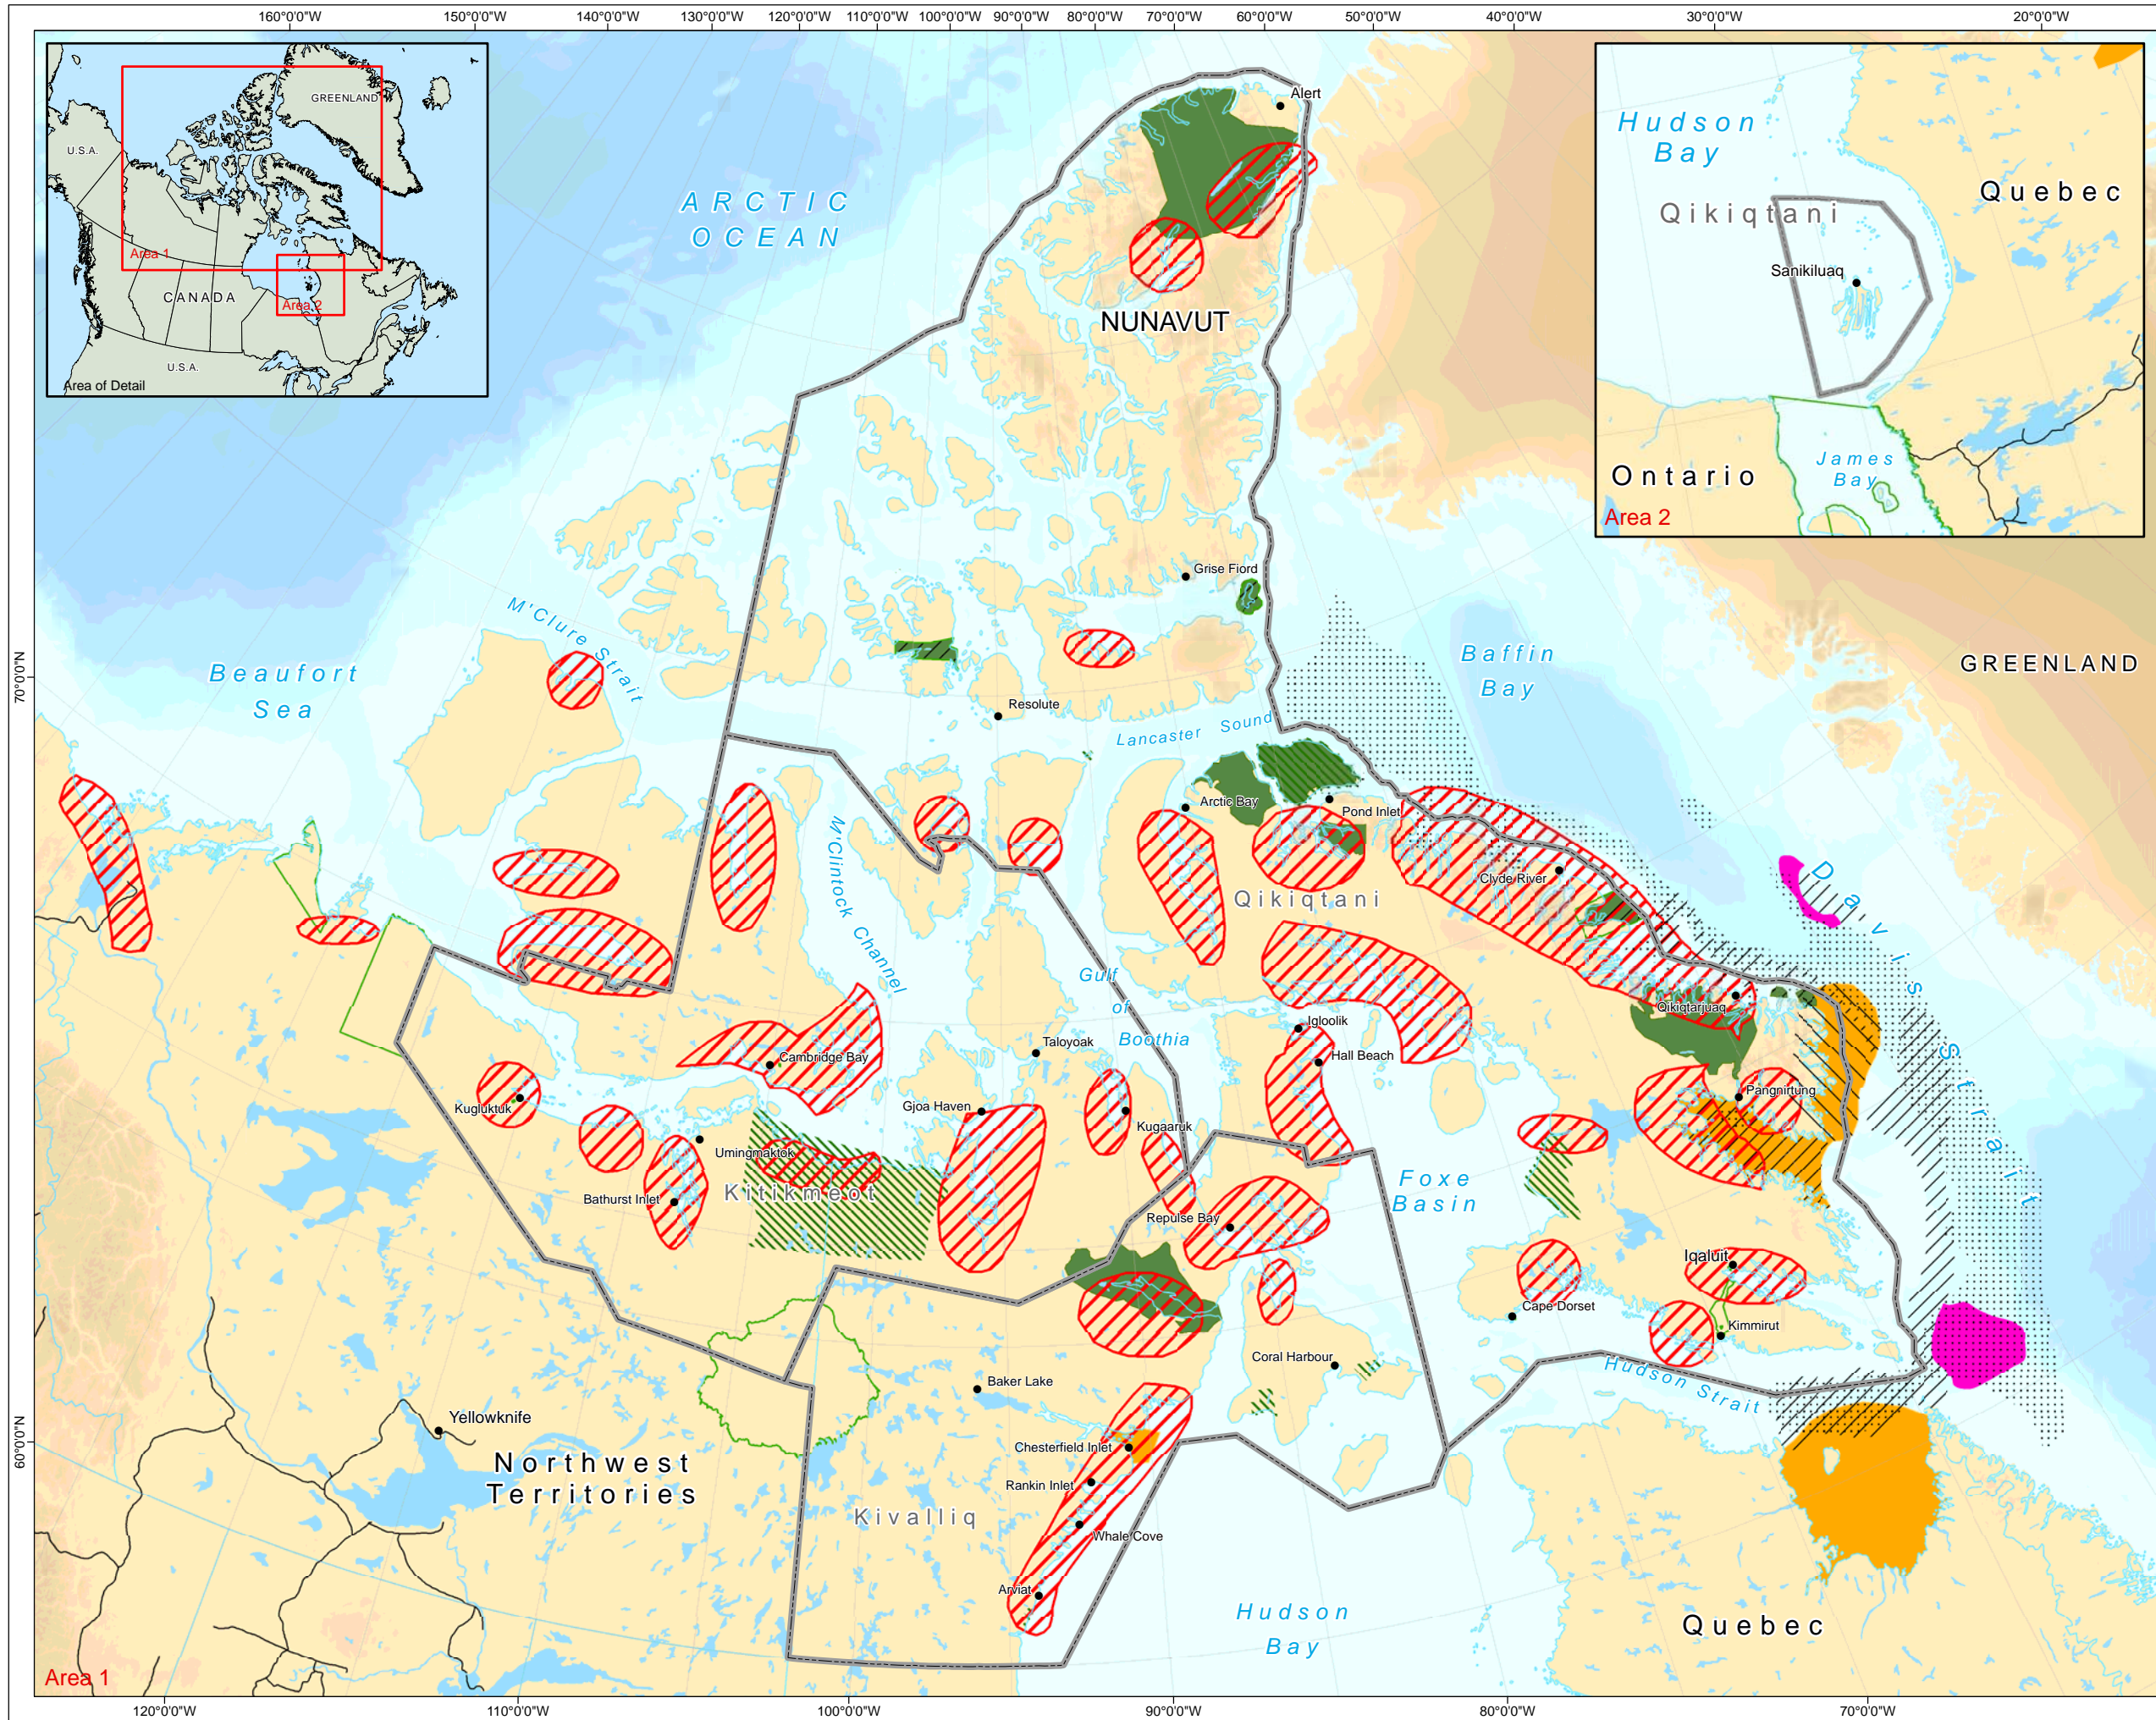 160°0'0"W 150°0'0"W 140°0'0"W 130°0'0"W 120°0'0"W 110°0'0"W 100°0'0"W 90°0'0"W 80°0'0"W 70°0'0"W 60°0'0"W 50°0'0"W 40°0'0"W 30°0'0"W 20°0'0"W
GREENLAND
U.S.A.
Area 1
CANADA
Area 2
U.S.A.
Area of Detail
Hudson
Bay
Qikiqtani
Quebec
Sanikiluaq
James
Bay
Ontario
Area 2
Alert
ARCTIC
OCEAN
NUNAVUT
Grise Fiord
M'Clure Strait
Beaufort
Sea
Baffin
Bay
GREENLAND
70°0'0"N
Resolute
Lancaster Sound
Arctic Bay
Pond Inlet
M'Clintock Channel
Clyde River
Qikiqtani
Davis Strait
Gulf
of
Boothia
Qikiqtarjuaq
Igloolik
Taloyoak
Hall Beach
Cambridge Bay
Pangnirtung
Kugluktuk
Gjoa Haven
Kugaaruk
Umingmaktok
Kitikmeot
Bathurst Inlet
Foxe
Basin
Repulse Bay
Iqaluit
Cape Dorset
Kimmirut
Coral Harbour
Hudson Strait
Baker Lake
Yellowknife
60°0'0"N
Northwest
Territories
Chesterfield Inlet
Rankin Inlet
Kivalliq
Whale Cove
Arviat
Hudson
Bay
Quebec
Area 1
120°0'0"W 110°0'0"W 100°0'0"W 90°0'0"W 80°0'0"W 70°0'0"W